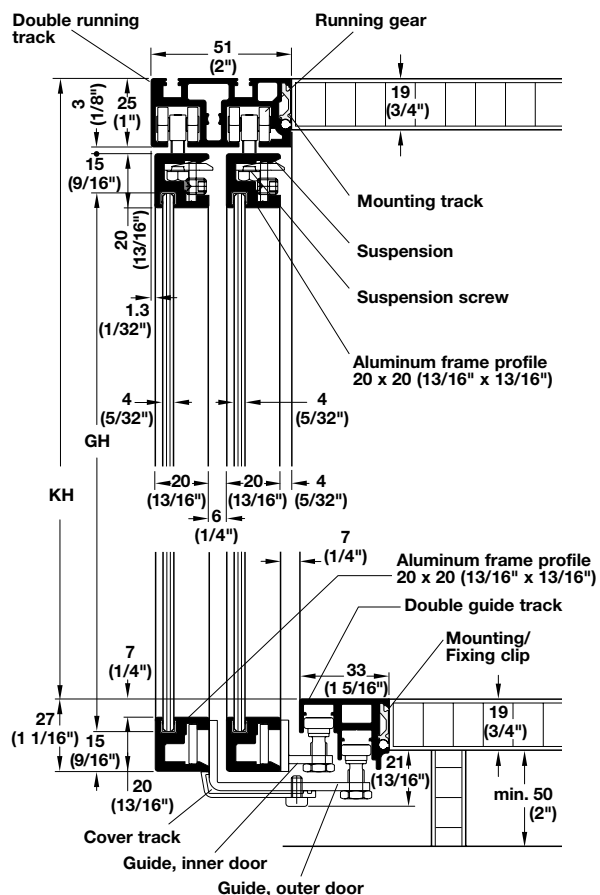 Double running
track
51
(2")
Running gear
3
(1/8")
25
(1")
19
(3/4")
15
(9/16")
20
(13/16")
Mounting track
Suspension
Suspension screw
1.3
(1/32")
Aluminum frame profile
20 x 20 (13/16" x 13/16")
4
(5/32")
4
(5/32")
GH
KH
20
(13/16")
20
(13/16")
4
(5/32")
6
(1/4")
7
(1/4")
Aluminum frame profile
20 x 20 (13/16" x 13/16")
Double guide track
Mounting/
Fixing clip
7
(1/4")
33
(1 5/16")
27
(1 1/16")
15
(9/16")
19
(3/4")
20
(13/16")
21
(13/16")
min. 50
(2")
Cover track
Guide, inner door
Guide, outer door